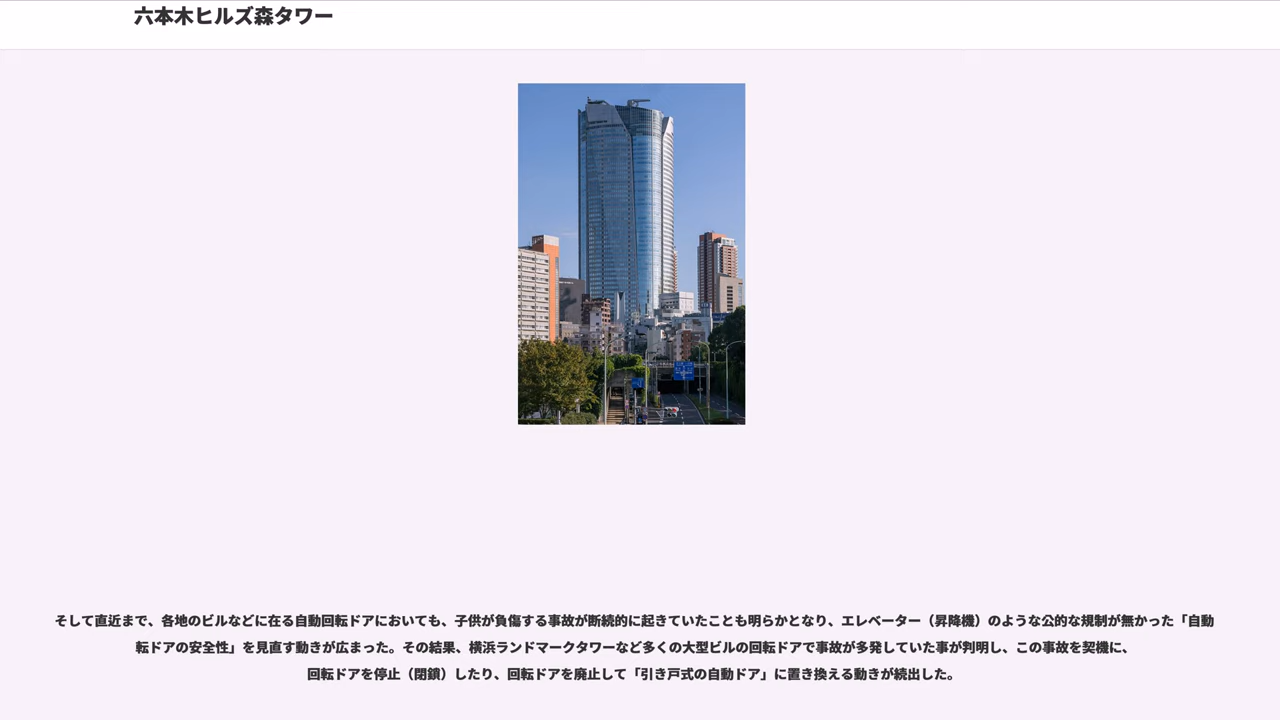 六本木ヒルズ森タワー
そして直近まで、各地のビルなどに在る自動回転ドアにおいても、子供が負傷する事故が断続的に起きていたことも明らかとなり、エレベーター（昇降機）のような公的な規制が無かった「自動
転ドアの安全性」を見直す動きが広まった。その結果、横浜ランドマークタワーなど多くの大型ビルの回転ドアで事故が多発していた事が判明し、この事故を契機に、
回転ドアを停止（閉鎖）したり、回転ドアを廃止して「引き戸式の自動ドア」に置き換える動きが続出した。